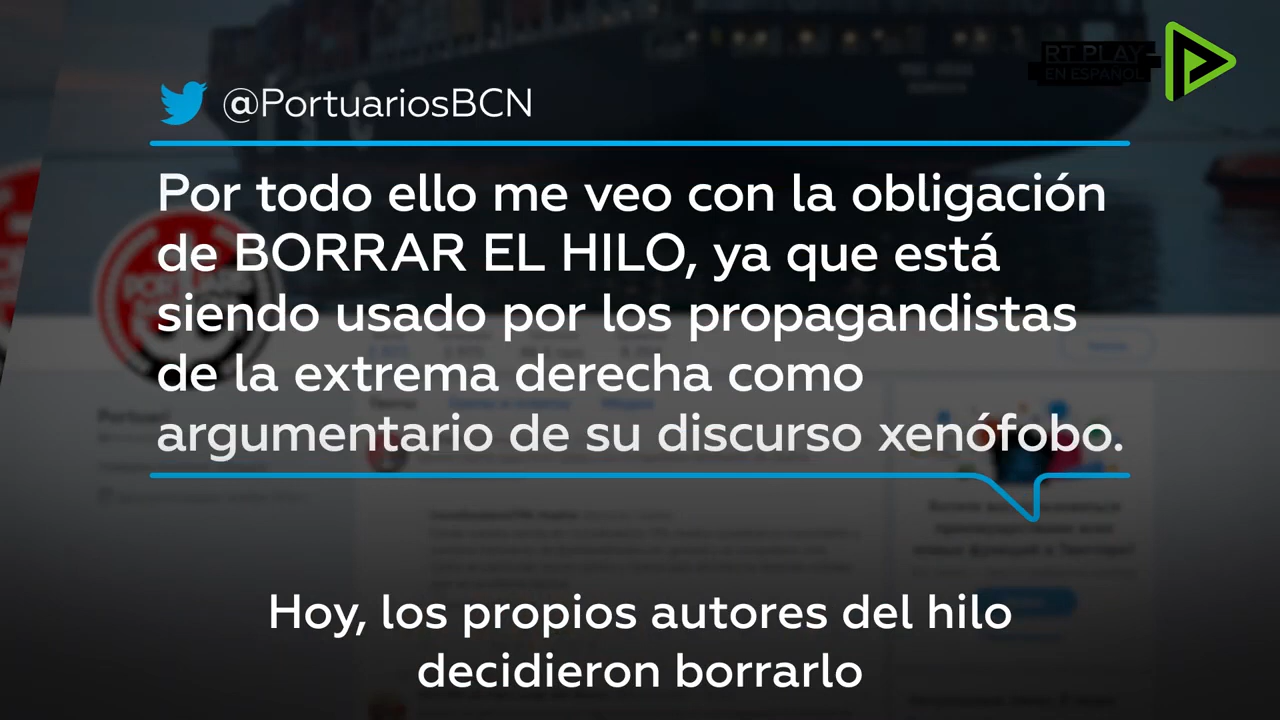 RT PLAY
EN ESPAÑOL
@PortuariosBCN
Por todo ello me veo con la obligación
de BORRAR EL HILO, ya que está
siendo usado por los propagandistas
de la extrema derecha como
argumentario de su discurso xenófobo.
Hoy, los propios autores del hilo
decidieron borrarlo